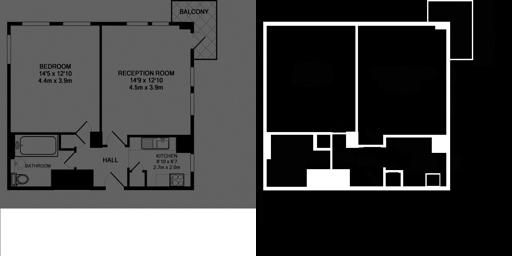 BALCONY
BEDROOM
14'5 x 12'10
4.4m x 3.9m
RECEPTION ROOM
14'9 x 12'10
4.5m x 3.9m
BATHROOM
HALL
KITCHEN
8'10 x 6'7
2.7m x 2.0m